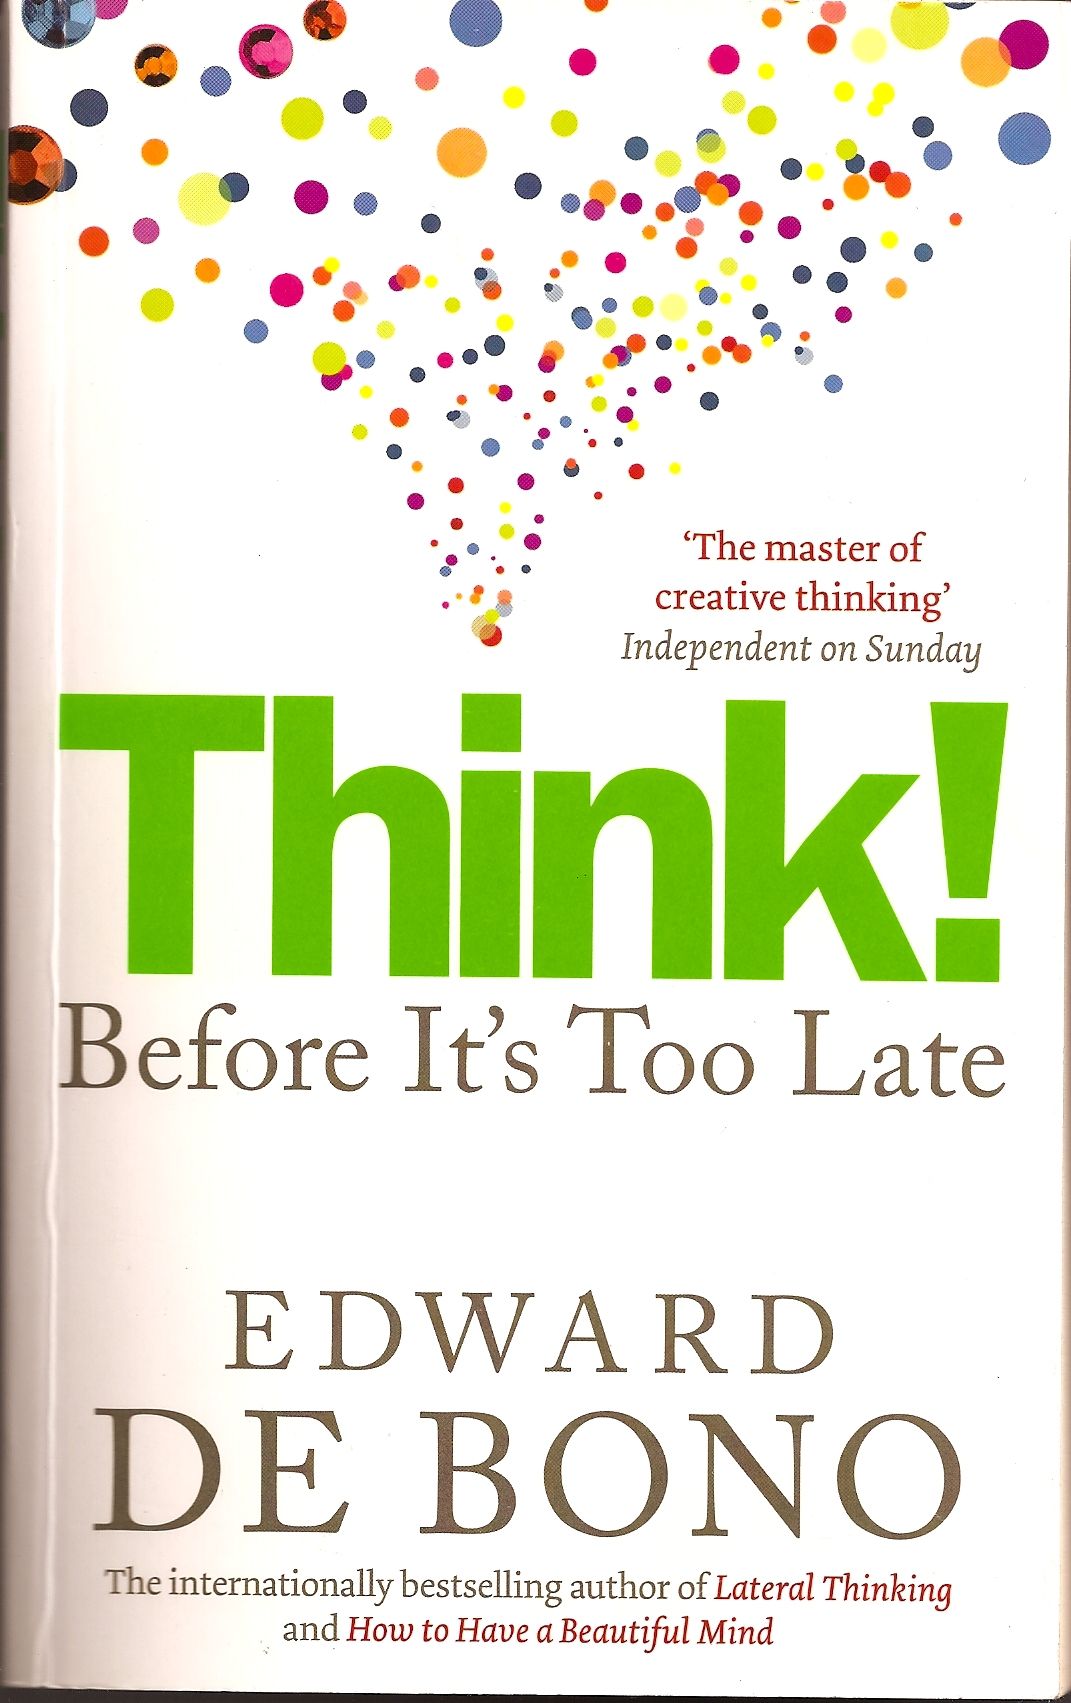 ‘The master of
creative thinking’
Independent on Sunday
Think!
Before It’s Too Late
EDWARD
DE BONO
The internationally bestselling author of Lateral Thinking
and How to Have a Beautiful Mind